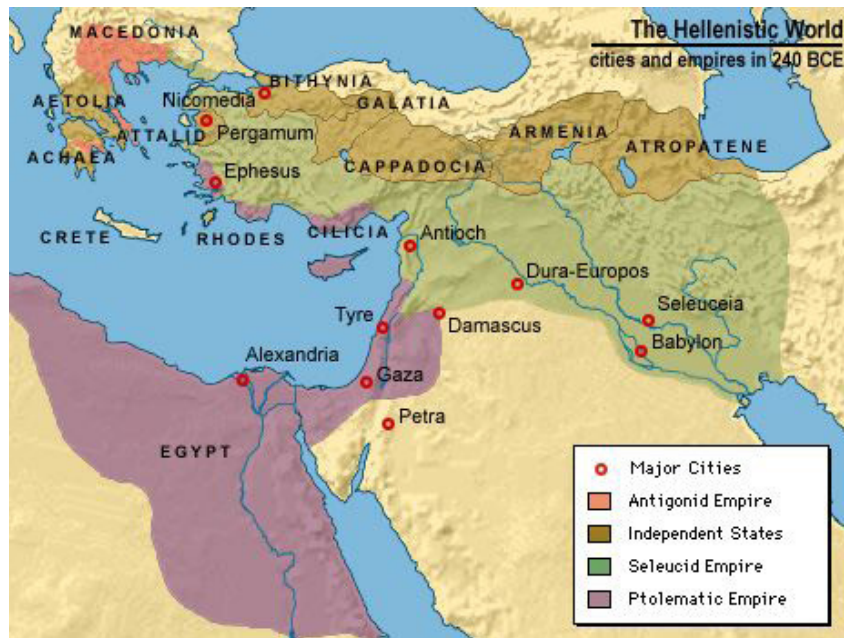 The Hellenistic World
cities and empires in 240 BCE
MACEDONIA
BITHYNIA
AETOLIA
Nicomedia
GALATIA
ATTALID
Pergamum
ARMENIA
ACHAEA
CAPPADOCIA
ATROPATENE
Ephesus
CRETE
RHODES
CILICIA
Antioch
Dura-Europos
Tyre
Damascus
Seleuceia
Babylon
Alexandria
Gaza
Petra
EGYPT
Major Cities
Antigonid Empire
Independent States
Seleucid Empire
Ptolematic Empire